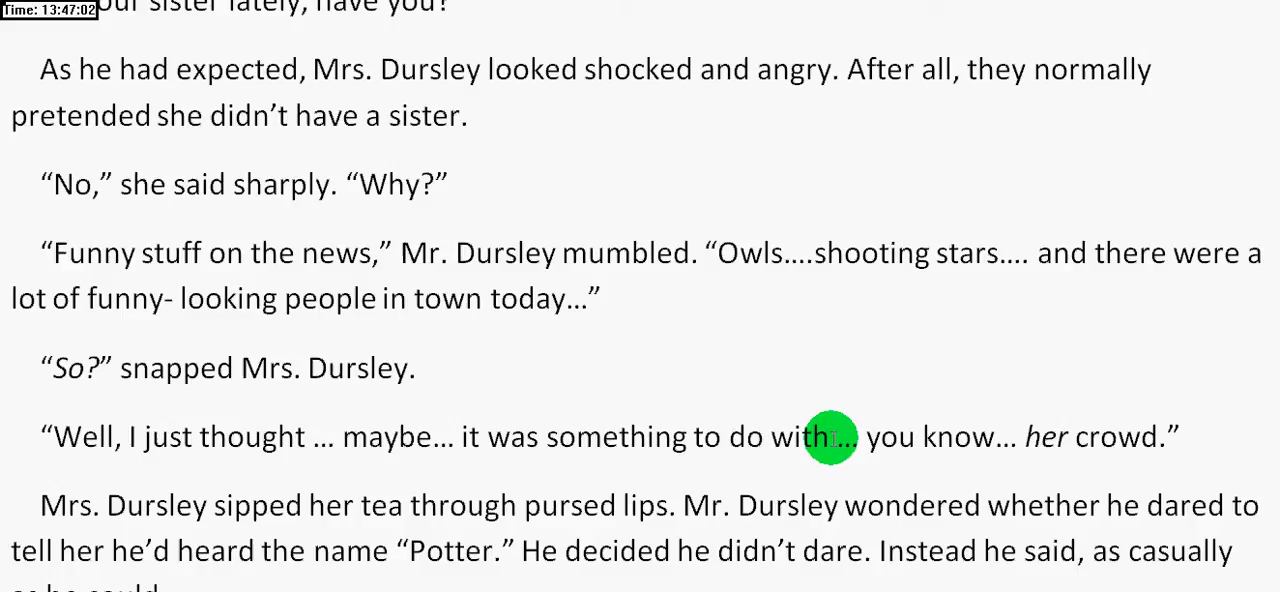 Time: 13:47:02
our sister lately, have you?
As he had expected, Mrs. Dursley looked shocked and angry. After all, they normally
pretended she didn’t have a sister.
“No,” she said sharply. “Why?”
“Funny stuff on the news,” Mr. Dursley mumbled. “Owls....shooting stars.... and there were a
lot of funny- looking people in town today...”
“So?” snapped Mrs. Dursley.
“Well, I just thought ... maybe... it was something to do with... you know... her crowd.”
Mrs. Dursley sipped her tea through pursed lips. Mr. Dursley wondered whether he dared to
tell her he’d heard the name “Potter.” He decided he didn’t dare. Instead he said, as casually
as he could